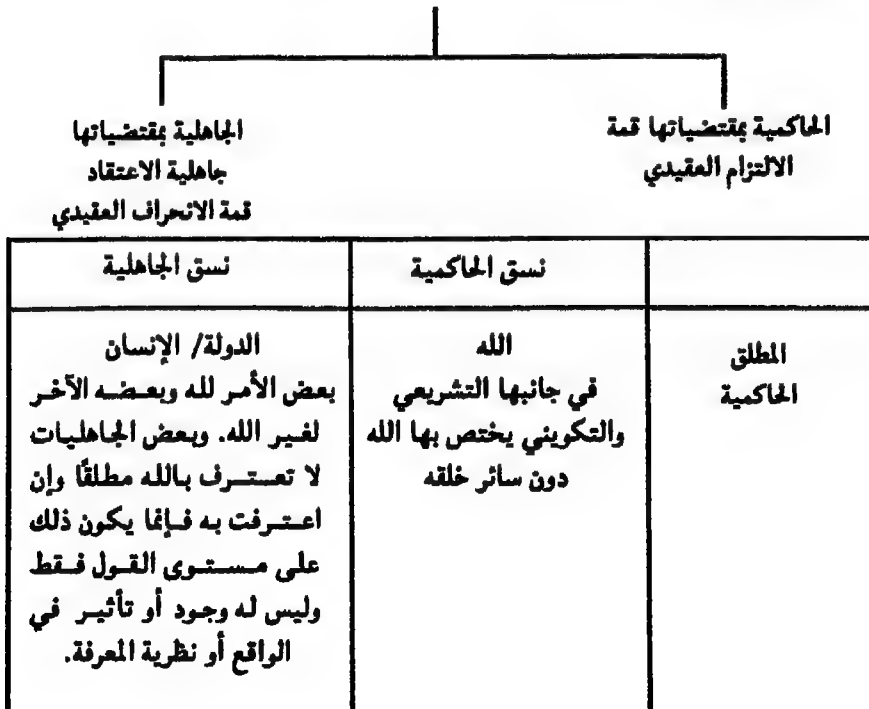 الحاكمية بمقتضياتها قمة
الالتزام العقيدي
الجاهلية بمقتضياتها
جاهلية الاعتقاد
قمة الانحراف العقيدي
نسق الحاكمية
نسق الجاهلية
المطلق
الحاكمية
الله
في جانبها التشريعي
والتكويني يختص بها الله
دون سائر خلقه
الدولة/ الإنسان
بعض الأمر لله وبعضه الآخر
لغير الله. وبعض الجاهليات
لا تعترف بالله مطلقًا وإن
اعترفت به فإنما يكون ذلك
على مستوى القول فقط
وليس له وجود أو تأثير في
الواقع أو نظرية المعرفة.